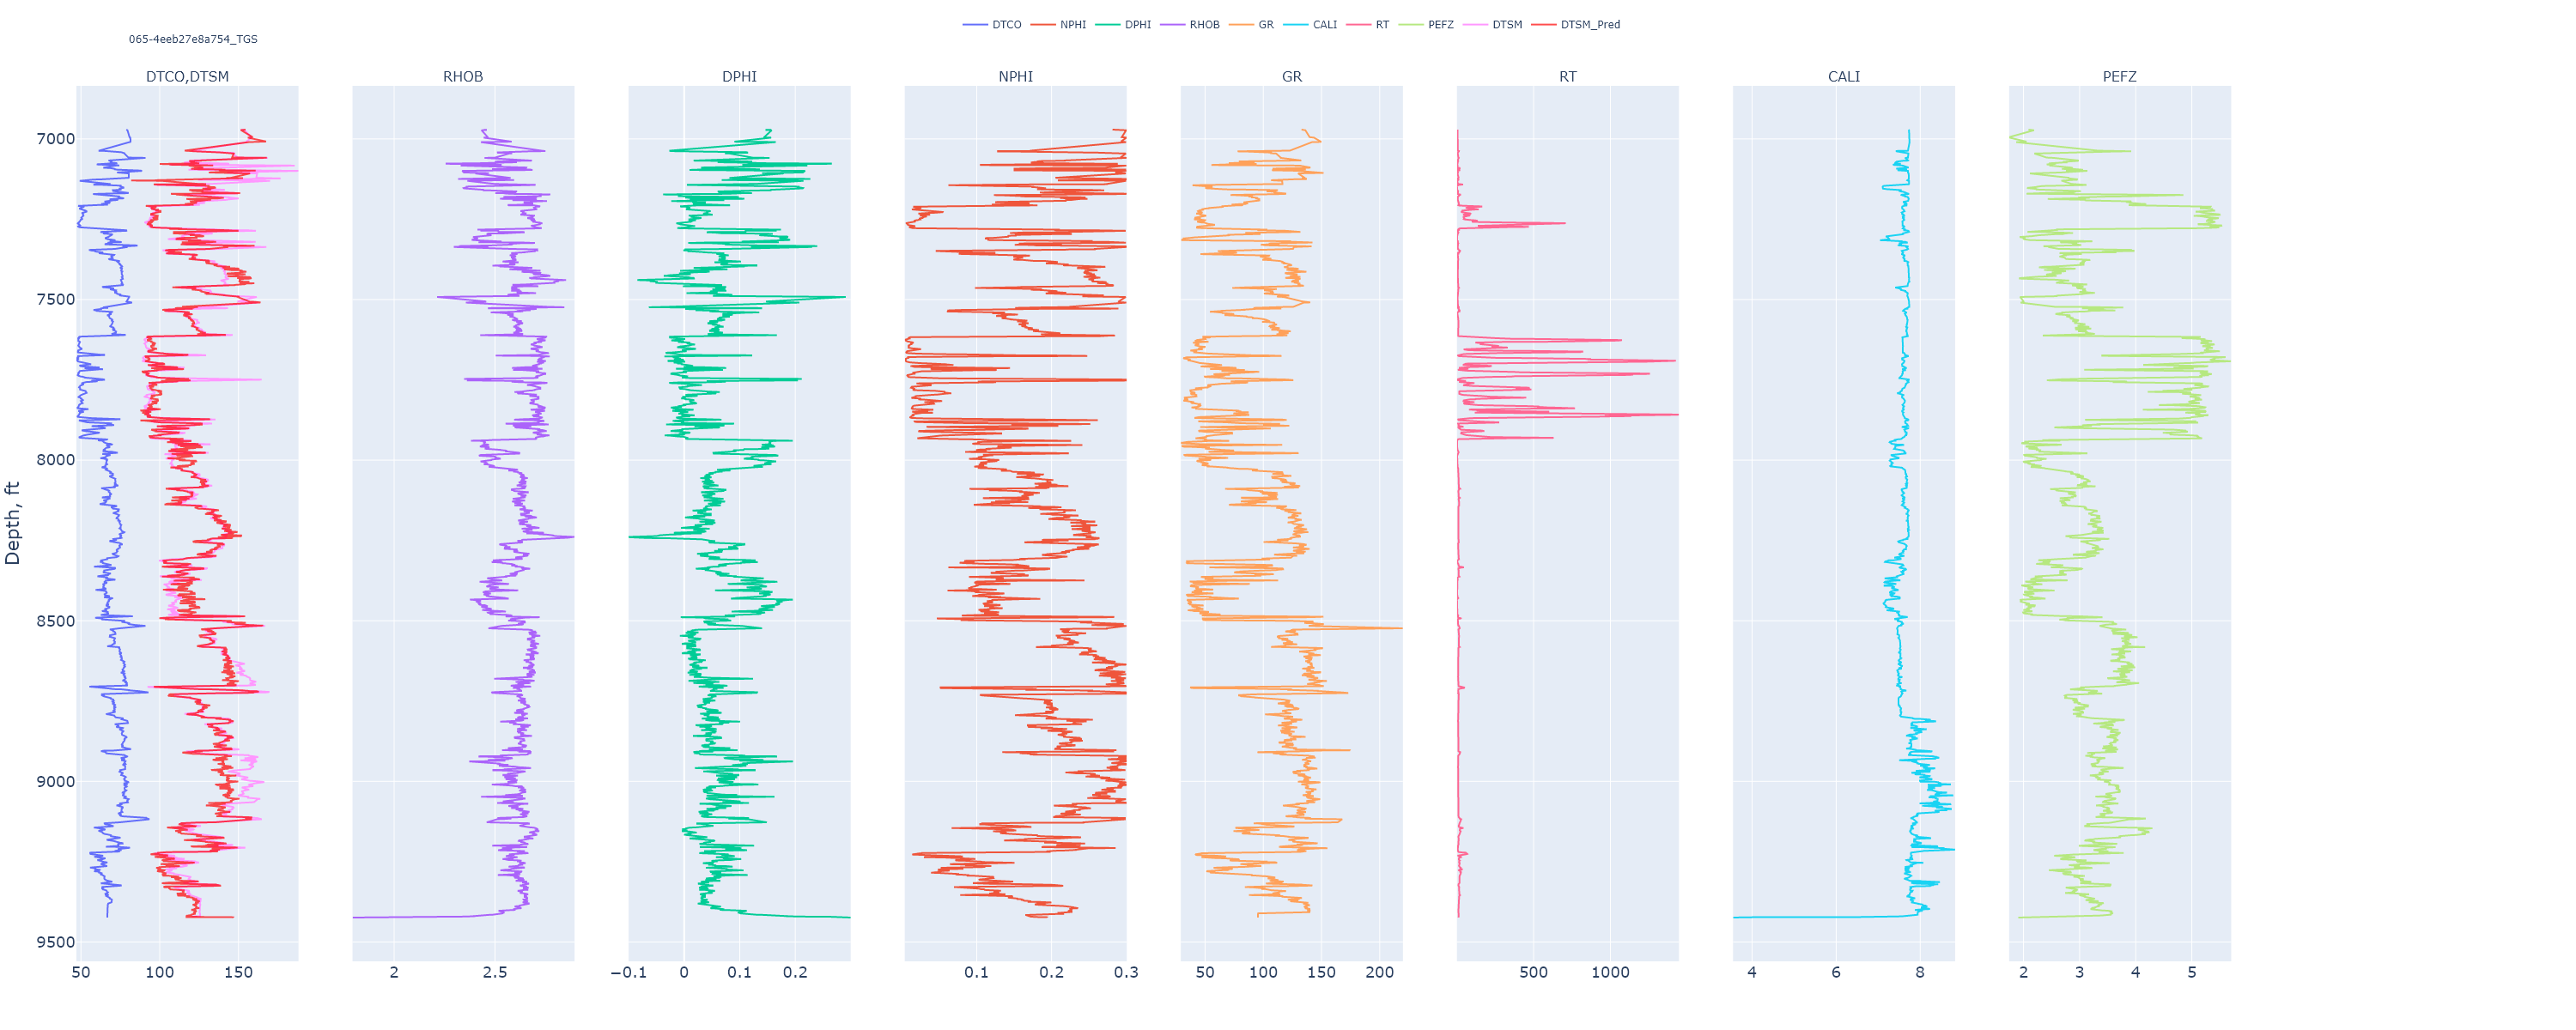 DTCO NPHI DPHI RHOB GR CALI RT PEFZ DTSM DTSM_Pred
065-4eeb27e8a754_TGS
DTCO,DTSM RHOB DPHI NPHI GR RT CALI PEFZ
7000
7500
8000
Depth, ft
8500
9000
9500
50 100 150 2 2.5 −0.1 0 0.1 0.2 0.1 0.2 0.3 50 100 150 200 500 1000 4 6 8 2 3 4 5